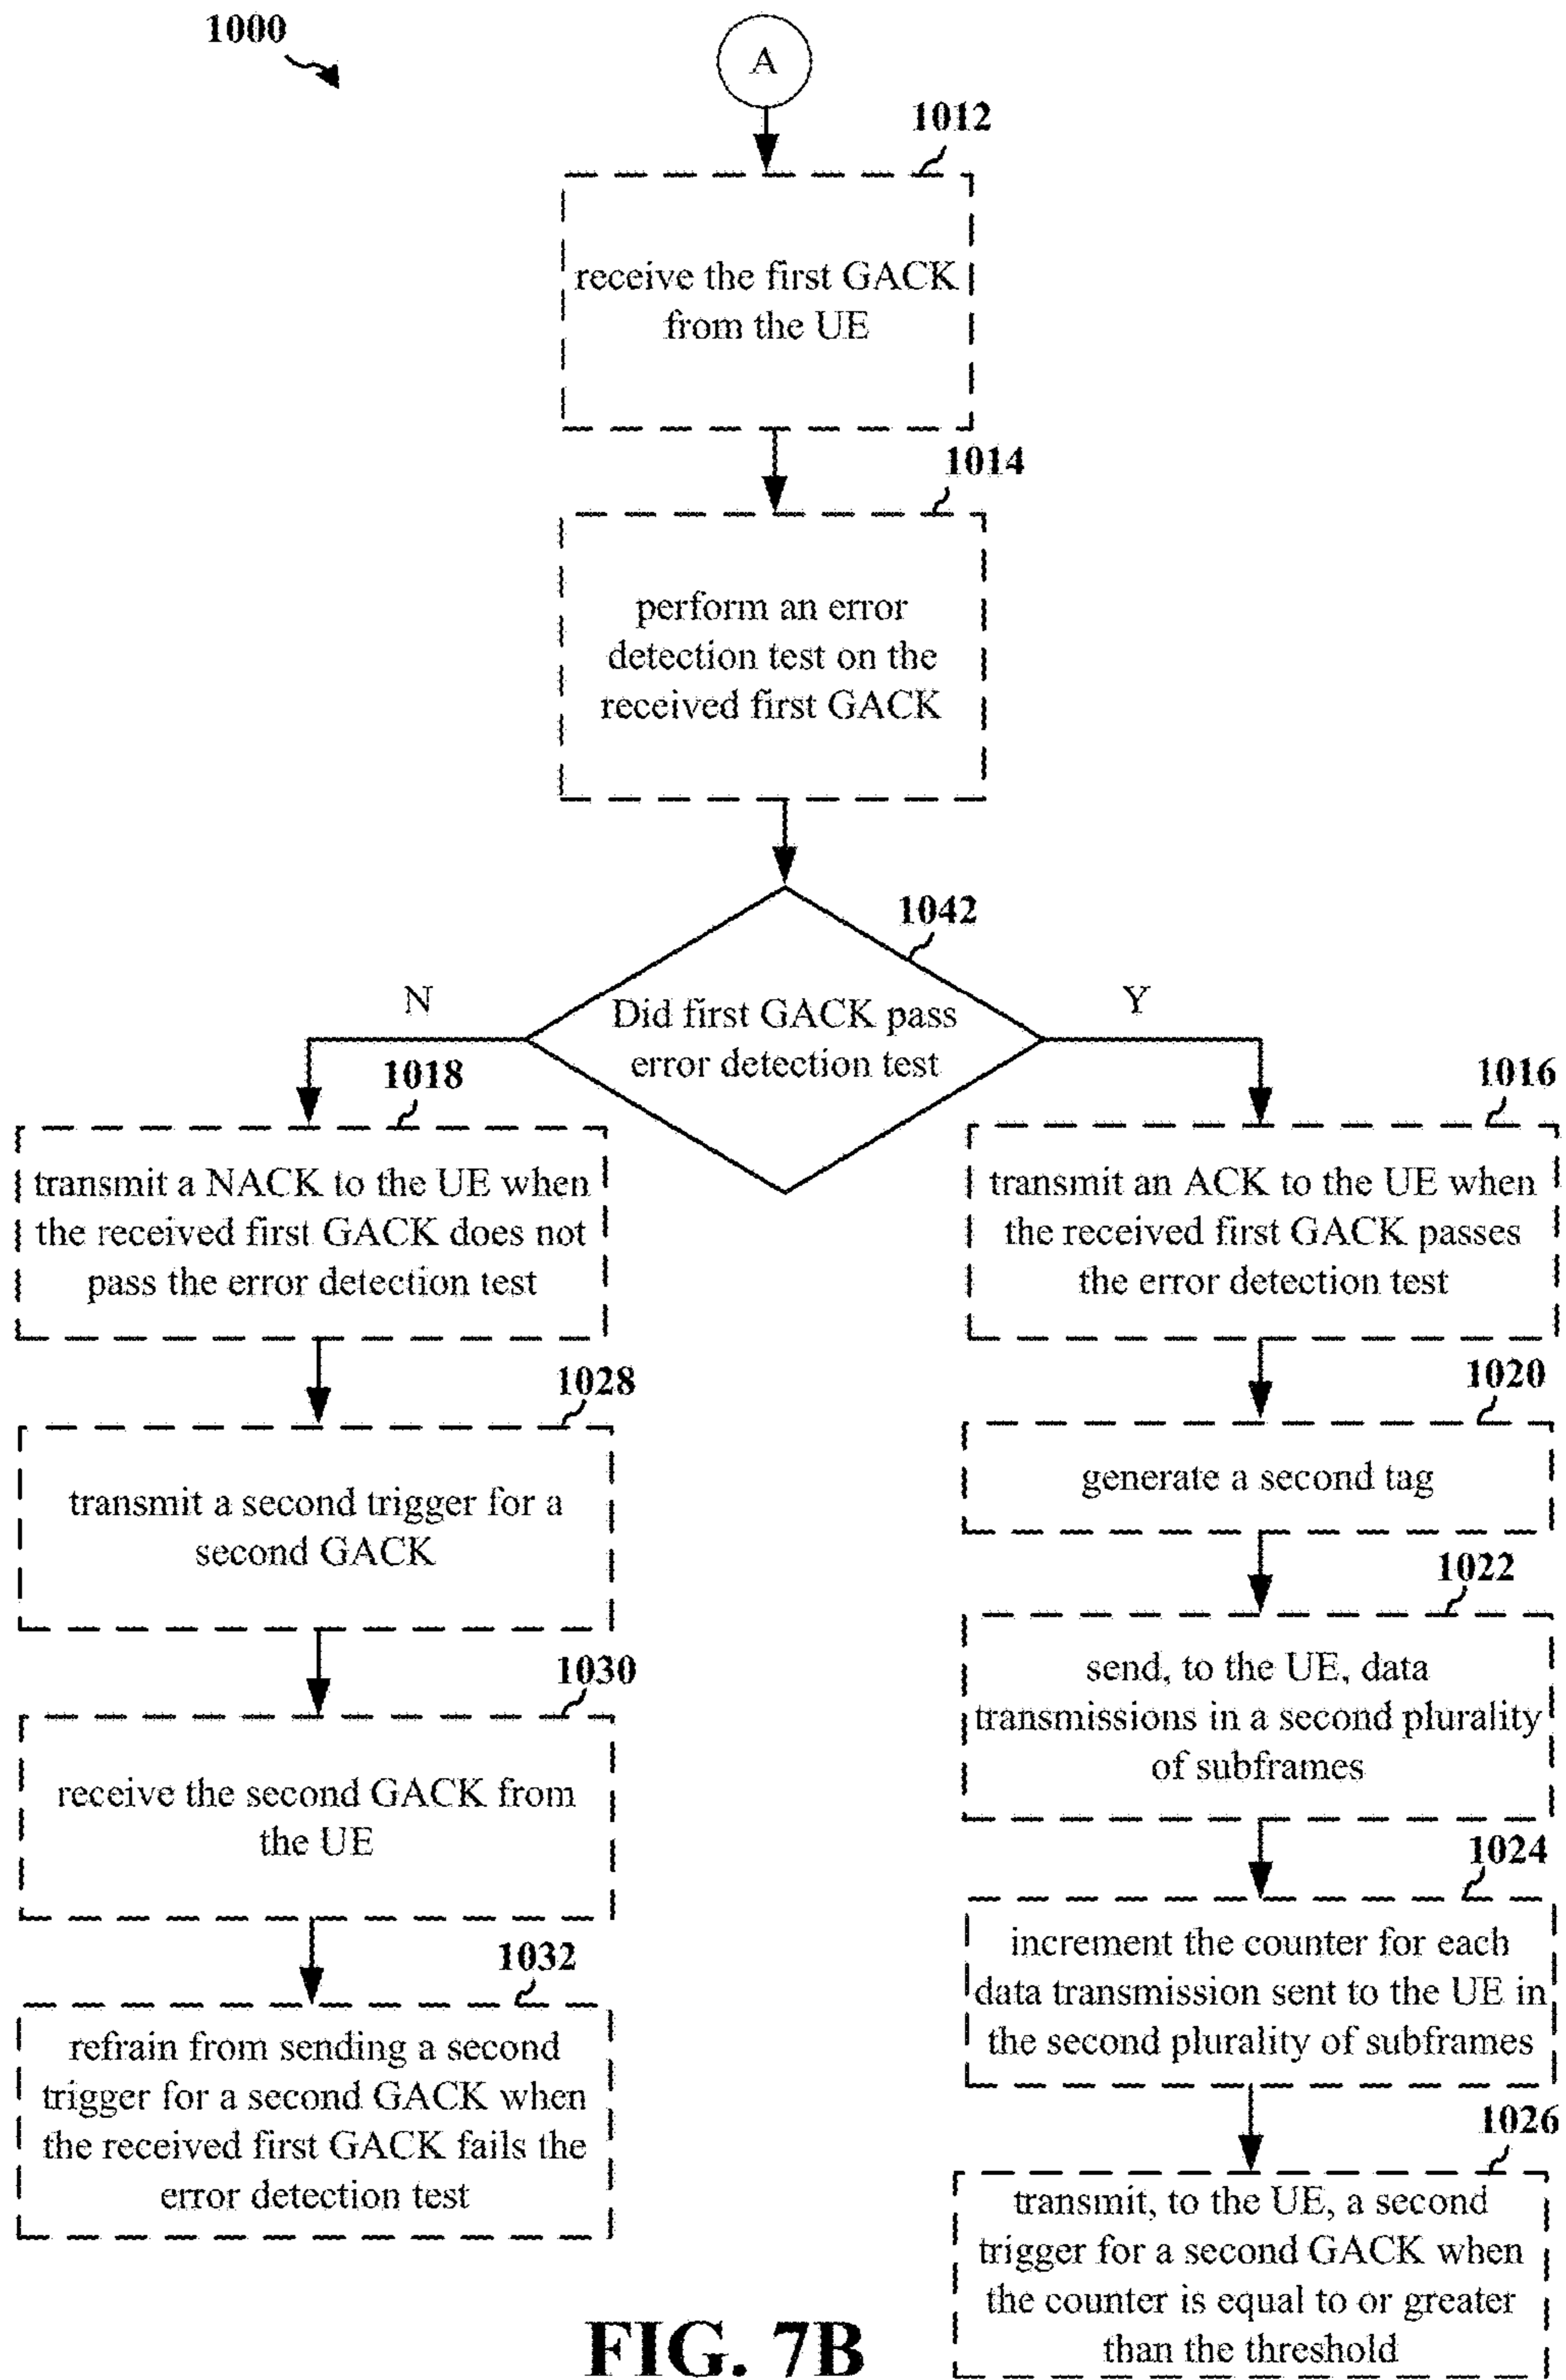 1000
A
1012
receive the first GACK
from the UE
1014
perform an error
detection test on the
received first GACK
1042
Did first GACK pass
error detection test
N
Y
1018
transmit a NACK to the UE when
the received first GACK does not
pass the error detection test
1028
transmit a second trigger for a
second GACK
1030
receive the second GACK from
the UE
1032
refrain from sending a second
trigger for a second GACK when
the received first GACK fails the
error detection test
1016
transmit an ACK to the UE when
the received first GACK passes
the error detection test
1020
generate a second tag
1022
send, to the UE, data
transmissions in a second plurality
of subframes
1024
increment the counter for each
data transmission sent to the UE in
the second plurality of subframes
1026
transmit, to the UE, a second
trigger for a second GACK when
the counter is equal to or greater
than the threshold
FIG. 7B